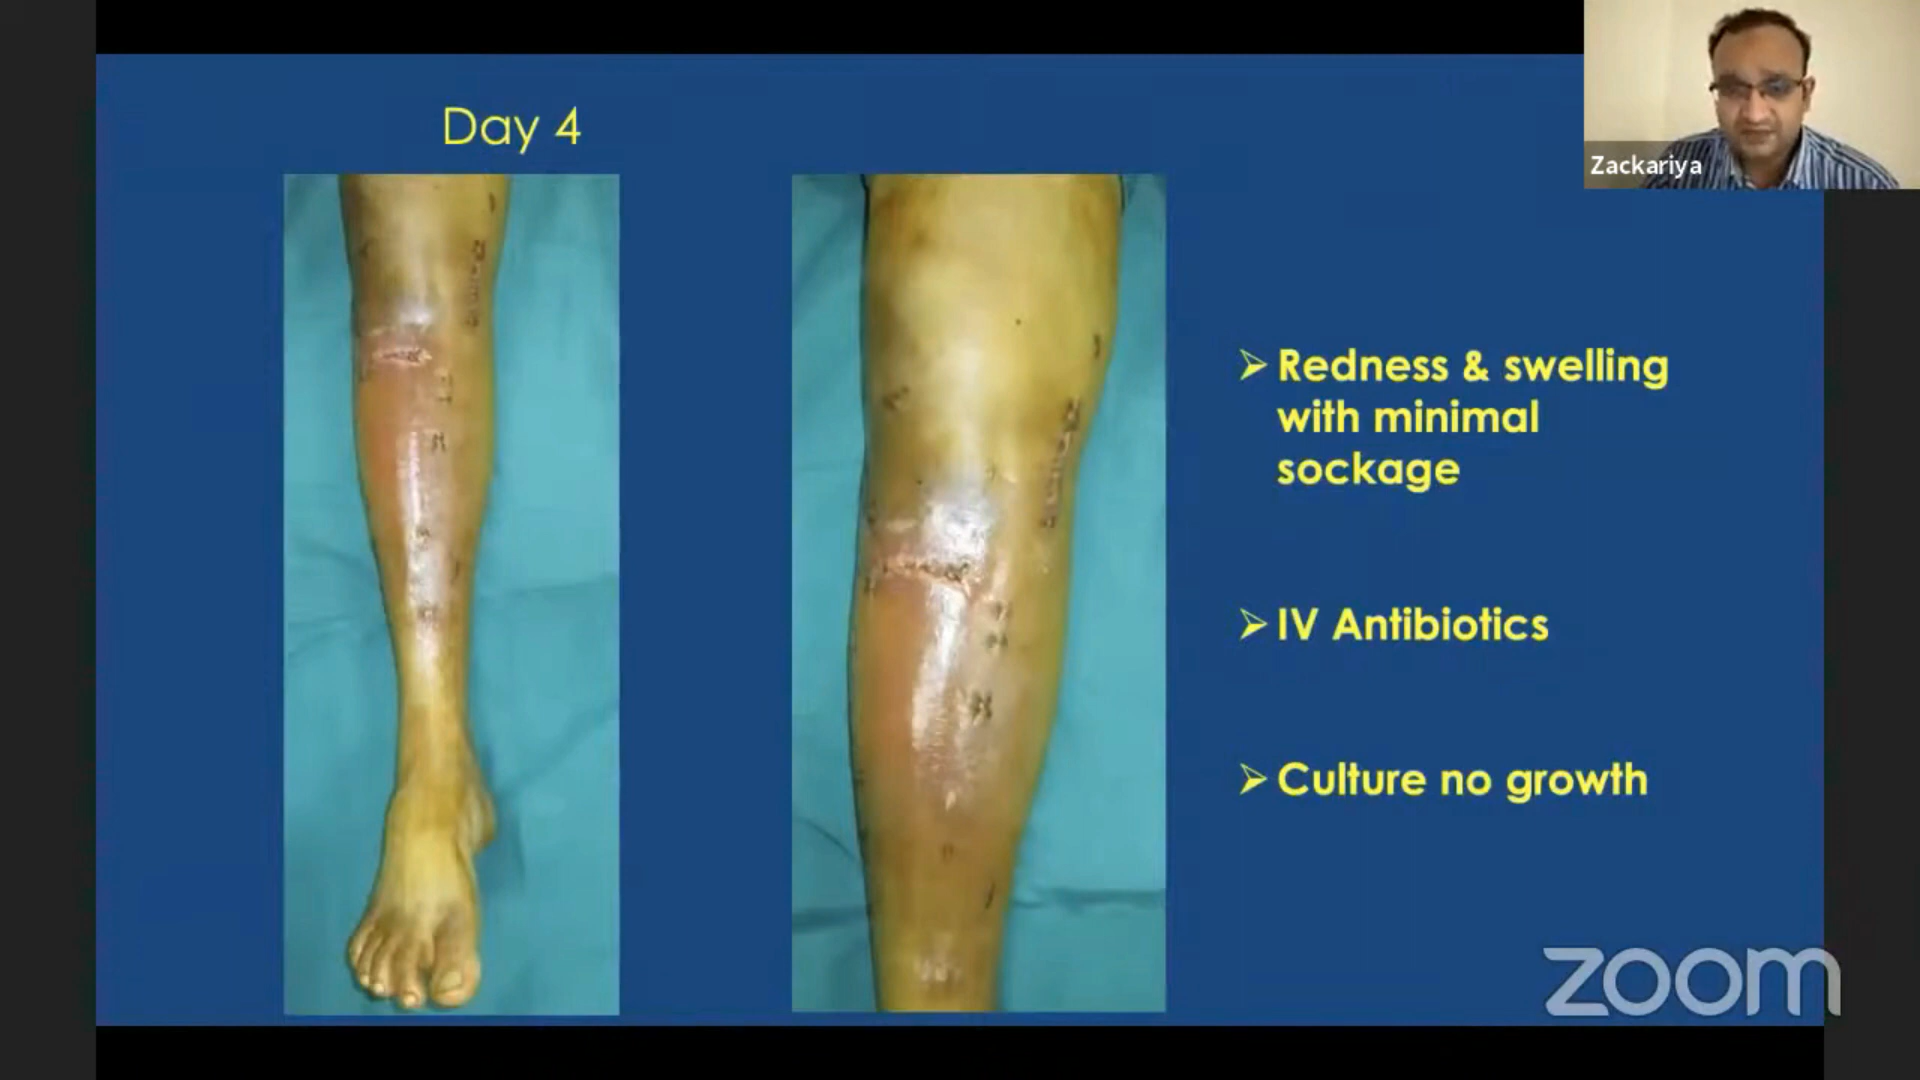 Day 4
Zackariya
➢ Redness & swelling
with minimal
sockage
➢ IV Antibiotics
➢ Culture no growth
zoom